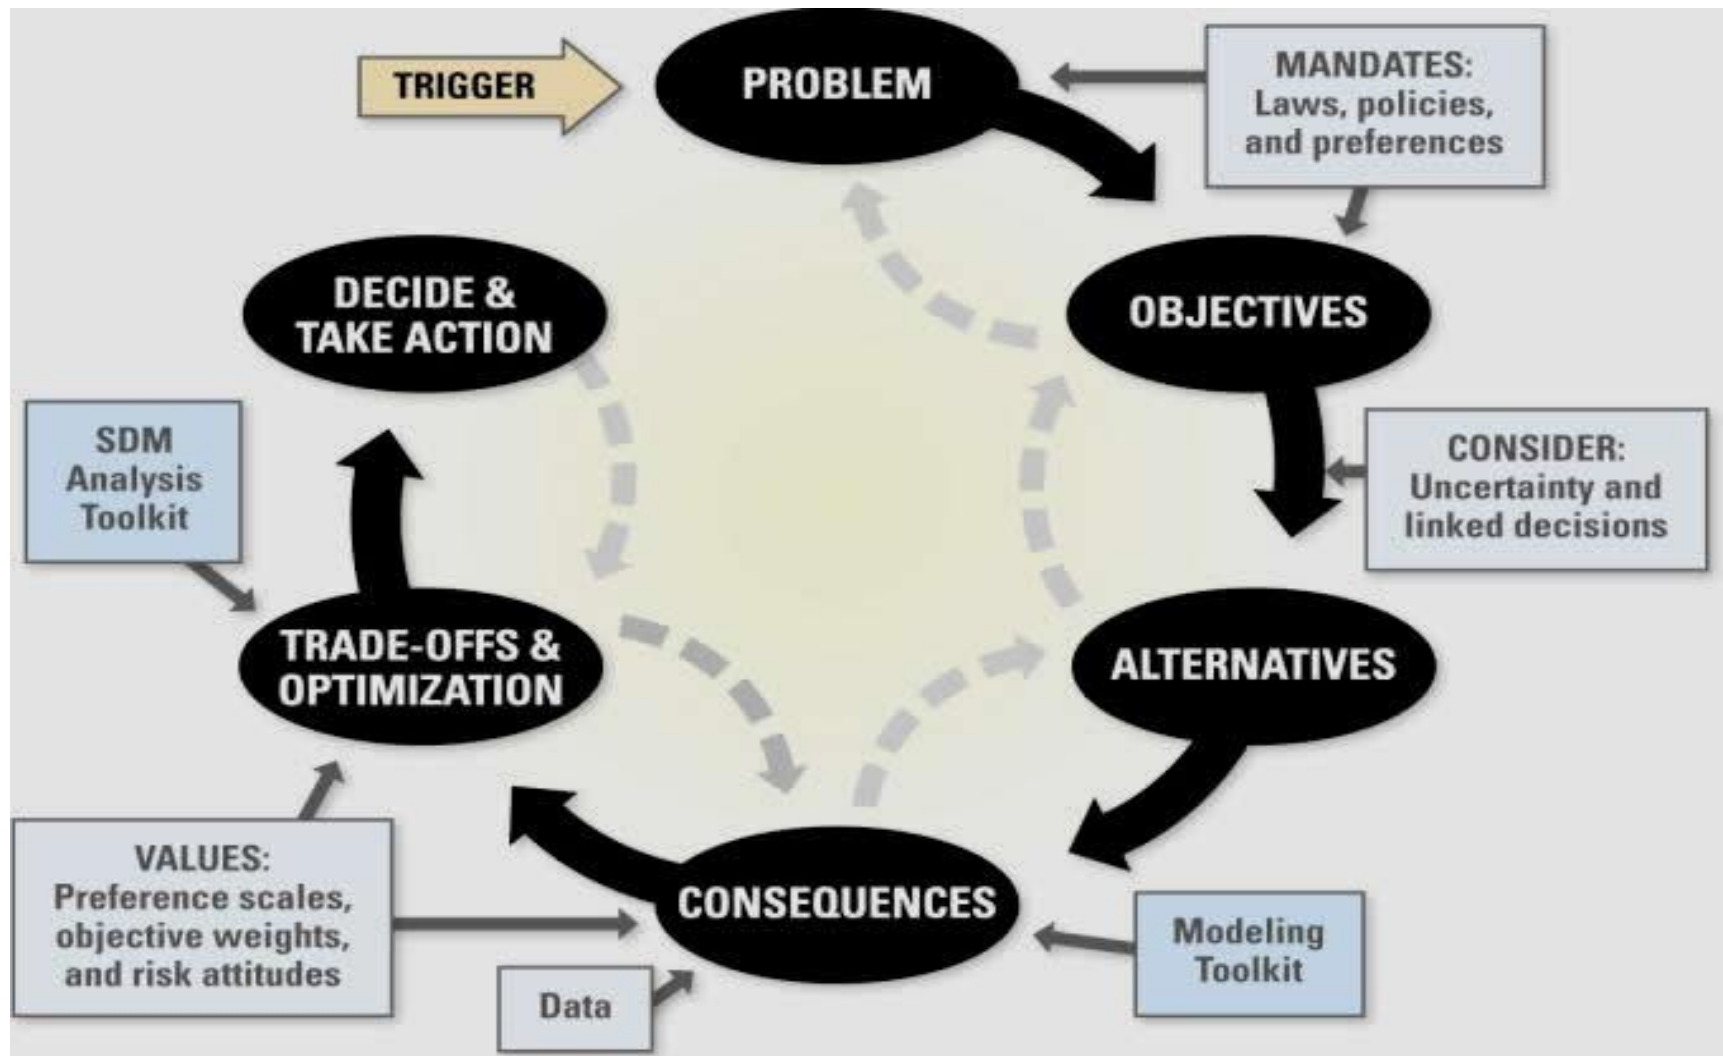 TRIGGER
PROBLEM
MANDATES:
Laws, policies,
and preferences
DECIDE &
TAKE ACTION
OBJECTIVES
SDM
Analysis
Toolkit
CONSIDER:
Uncertainty and
linked decisions
TRADE-OFFS &
OPTIMIZATION
ALTERNATIVES
VALUES:
Preference scales,
objective weights,
and risk attitudes
CONSEQUENCES
Modeling
Toolkit
Data